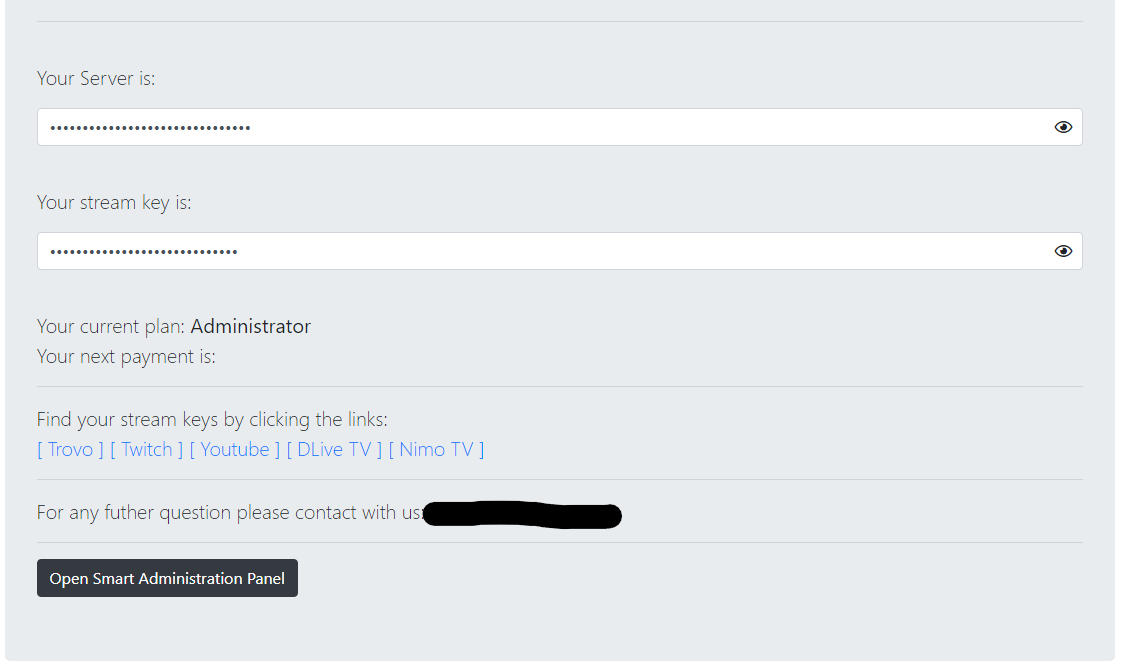 Your Server is:
•••••••••••••••••••••••••••••••
Your stream key is:
•••••••••••••••••••••••••••••
Your current plan: Administrator
Your next payment is:
Find your stream keys by clicking the links:
[ Trovo ] [ Twitch ] [ Youtube ] [ DLive TV ] [ Nimo TV ]
For any futher question please contact with us:
Open Smart Administration Panel